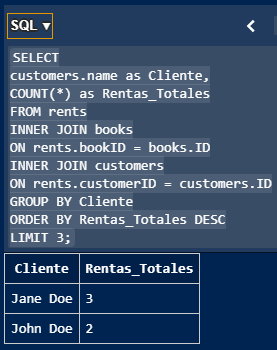 SQL ▼
SELECT
customers.name as Cliente,
COUNT(*) as Rentas_Totales
FROM rents
INNER JOIN books
ON rents.bookID = books.ID
INNER JOIN customers
ON rents.customerID = customers.ID
GROUP BY Cliente
ORDER BY Rentas_Totales DESC
LIMIT 3;
Cliente Rentas_Totales
Jane Doe 3
John Doe 2